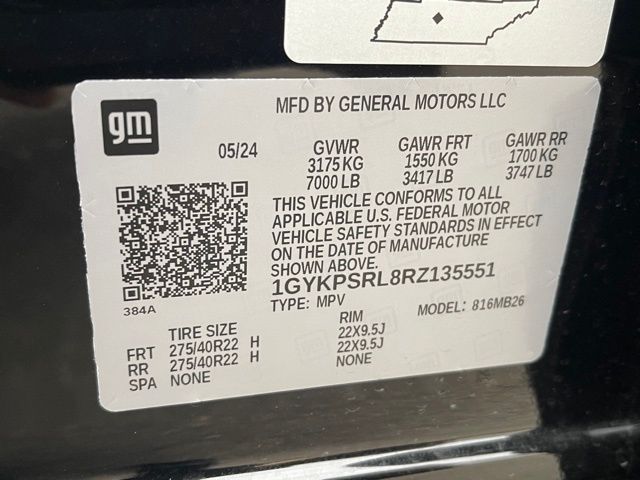 gm
MFD BY GENERAL MOTORS LLC
05/24
GVWR GAWR FRT GAWR RR
3175 KG 1550 KG 1700 KG
7000 LB 3417 LB 3747 LB
THIS VEHICLE CONFORMS TO ALL
APPLICABLE U.S. FEDERAL MOTOR
VEHICLE SAFETY STANDARDS IN EFFECT
ON THE DATE OF MANUFACTURE
SHOWN ABOVE.
1GYKPSRL8RZ135551
384A
TYPE: MPV MODEL: 816MB26
TIRE SIZE RIM
FRT 275/40R22 H 22X9.5J
RR 275/40R22 H 22X9.5J
SPA NONE NONE